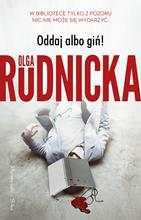 W BIBLIOTECE TYLKO Z POZORU
NIC NIE MOŻE SIĘ WYDARZYĆ.
Oddaj albo giń!
OLGA
RUDNICKA